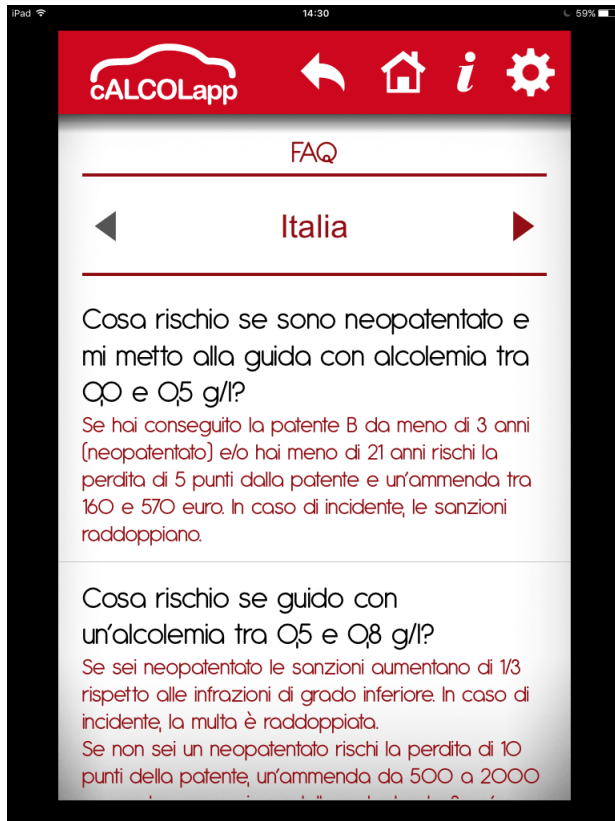 iPad 14:30 59%
cALCOLapp
FAQ
Italia
Cosa rischio se sono neopatentato e
mi metto alla guida con alcolemia tra
0,0 e 0,5 g/l?
Se hai conseguito la patente B da meno di 3 anni
(neopatentato) e/o hai meno di 21 anni rischi la
perdita di 5 punti dalla patente e un'ammenda tra
160 e 570 euro. In caso di incidente, le sanzioni
raddoppiano.
Cosa rischio se guido con
un'alcolemia tra 0,5 e 0,8 g/l?
Se sei neopatentato le sanzioni aumentano di 1/3
rispetto alle infrazioni di grado inferiore. In caso di
incidente, la multa è raddoppiata.
Se non sei un neopatentato rischi la perdita di 10
punti della patente, un'ammenda da 500 a 2000